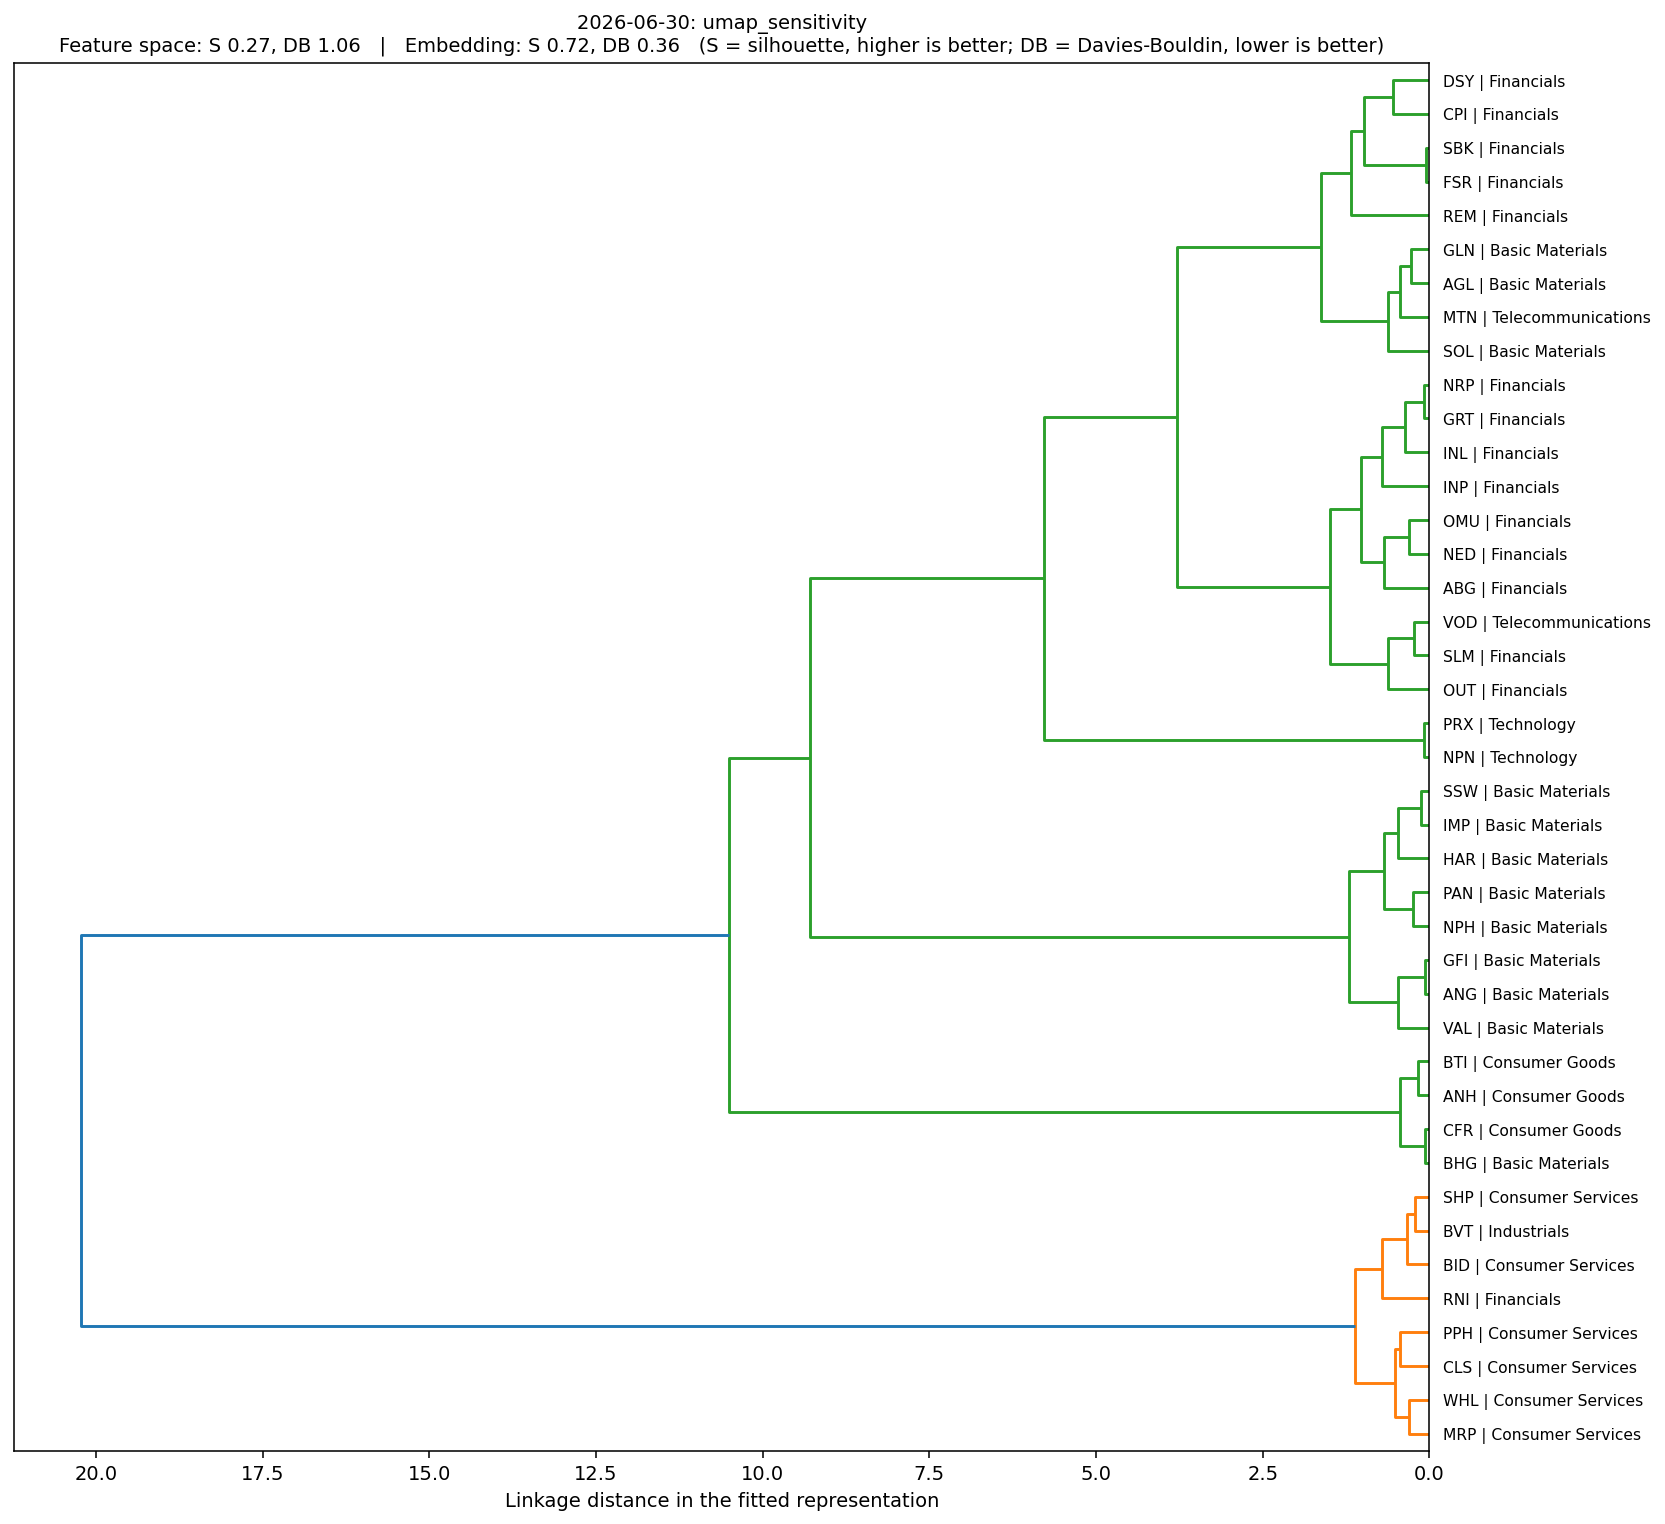 2026-06-30: umap_sensitivity
Feature space: S 0.27, DB 1.06 | Embedding: S 0.72, DB 0.36 (S = silhouette, higher is better; DB = Davies-Bouldin, lower is better)
DSY | Financials
CPI | Financials
SBK | Financials
FSR | Financials
REM | Financials
GLN | Basic Materials
AGL | Basic Materials
MTN | Telecommunications
SOL | Basic Materials
NRP | Financials
GRT | Financials
INL | Financials
INP | Financials
OMU | Financials
NED | Financials
ABG | Financials
VOD | Telecommunications
SLM | Financials
OUT | Financials
PRX | Technology
NPN | Technology
SSW | Basic Materials
IMP | Basic Materials
HAR | Basic Materials
PAN | Basic Materials
NPH | Basic Materials
GFI | Basic Materials
ANG | Basic Materials
VAL | Basic Materials
BTI | Consumer Goods
ANH | Consumer Goods
CFR | Consumer Goods
BHG | Basic Materials
SHP | Consumer Services
BVT | Industrials
BID | Consumer Services
RNI | Financials
PPH | Consumer Services
CLS | Consumer Services
WHL | Consumer Services
MRP | Consumer Services
20.0 17.5 15.0 12.5 10.0 7.5 5.0 2.5 0.0
Linkage distance in the fitted representation